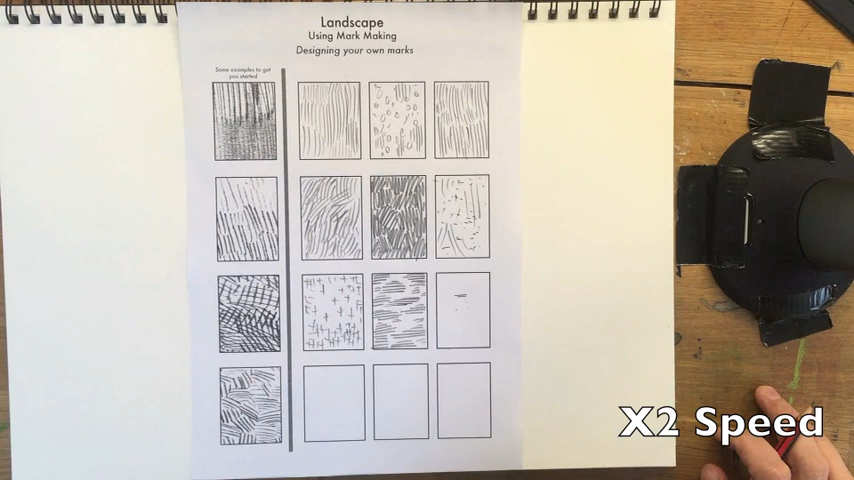 Landscape
Using Mark Making
Designing your own marks
Some examples to get
you started
X2 Speed